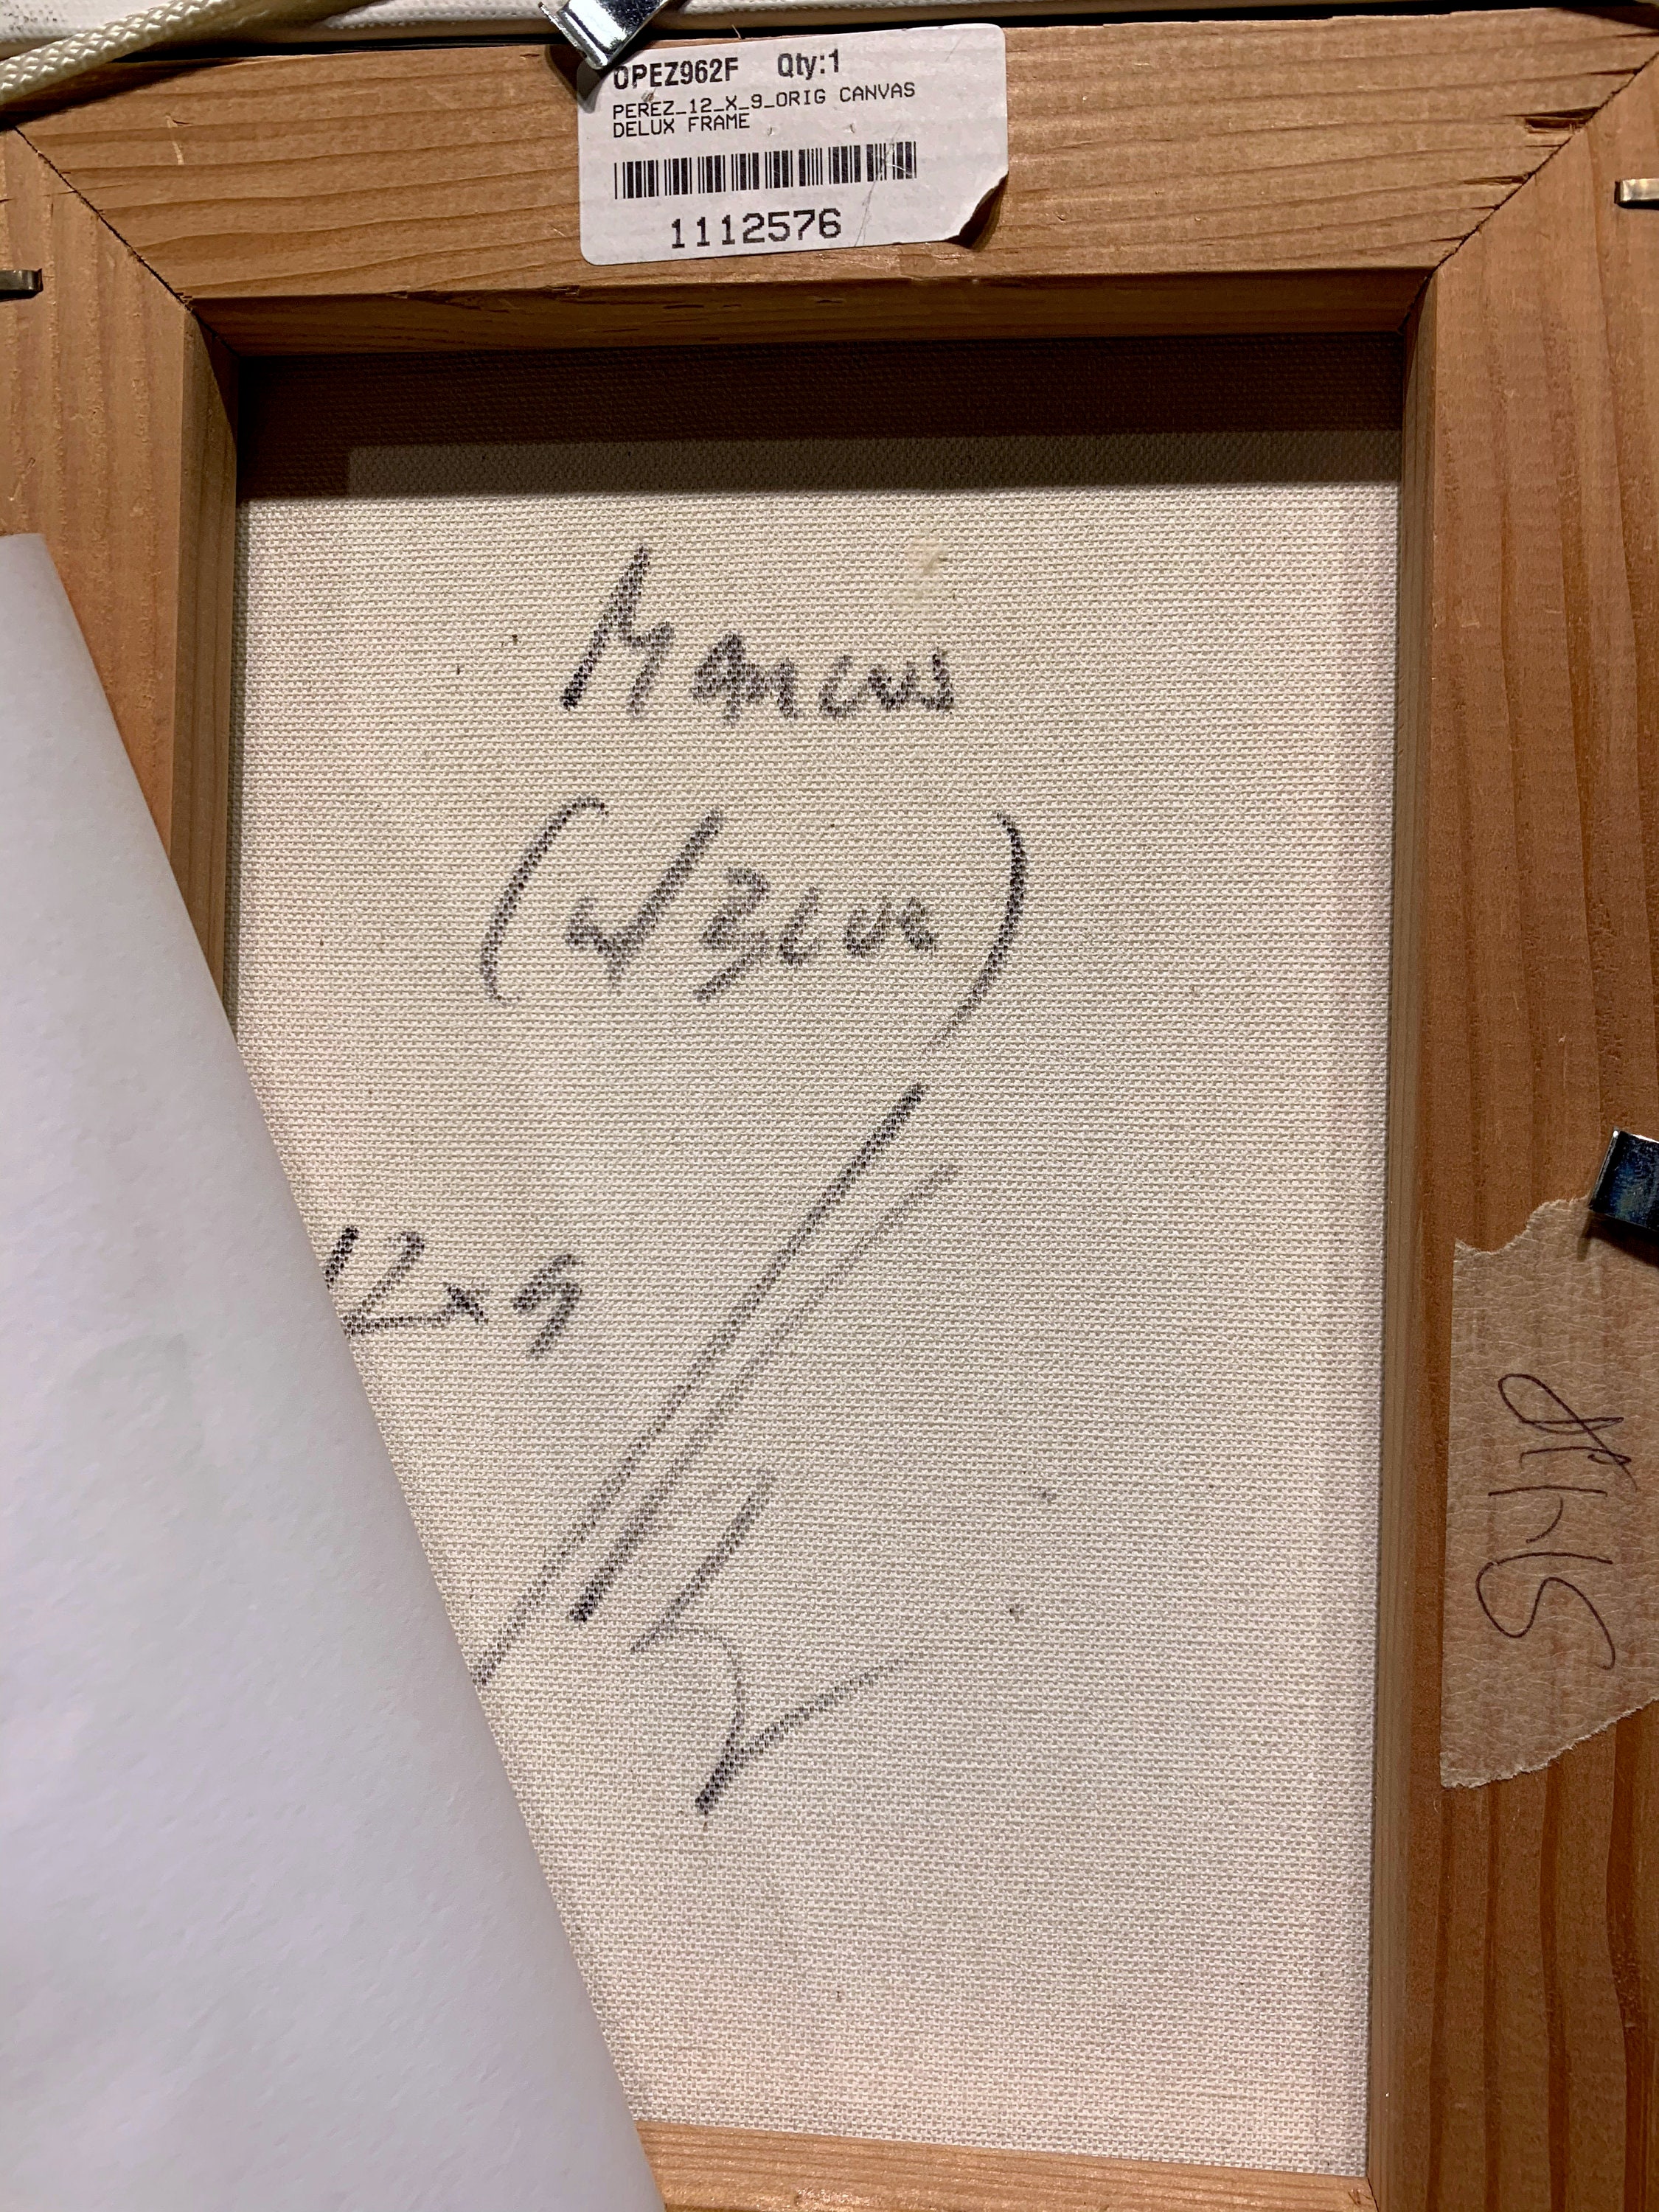 OPEZ962F Qty:1
PEREZ_12_X_9_ORIG CANVAS
DELUX FRAME
1112576
Marcus
12x9